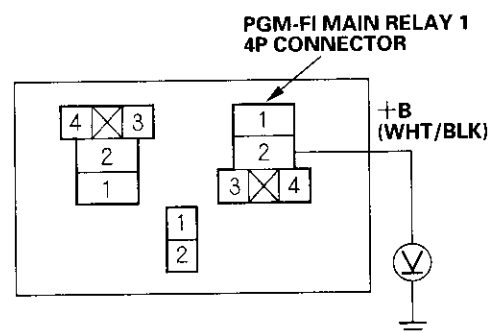 PGM-FI MAIN RELAY 1
4P CONNECTOR
+B
(WHT/BLK)
4 3
2
1
1
2
3 4
1
2
V